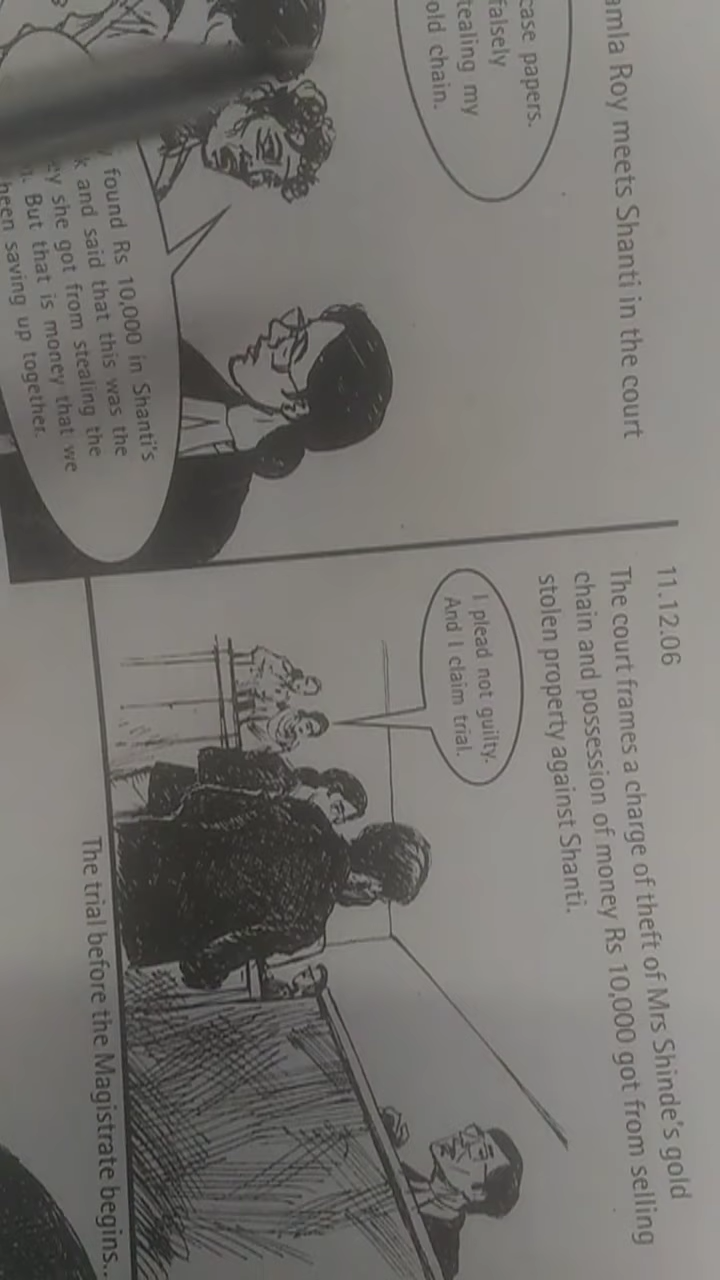 amla Roy meets Shanti in the court
case papers.
falsely
tealing my
old chain.
found Rs 10,000 in Shanti's
k and said that this was the
ey she got from stealing the
But that is money that we
been saving up together.
11.12.06
The court frames a charge of theft of Mrs Shinde's gold
chain and possession of money Rs 10,000 got from selling
stolen property against Shanti.
I plead not guilty.
And I claim trial.
The trial before the Magistrate begins..